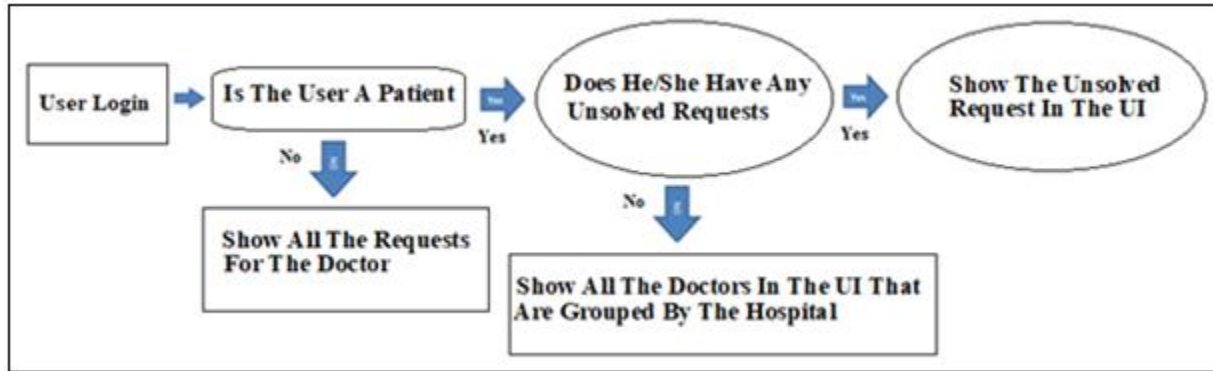 User Login
Is The User A Patient
Yes
Yes
Does He/She Have Any
Unsolved Requests
Yes
Yes
Show The Unsolved
Request In The UI
No
Show All The Requests
For The Doctor
No
Show All The Doctors In The UI That
Are Grouped By The Hospital